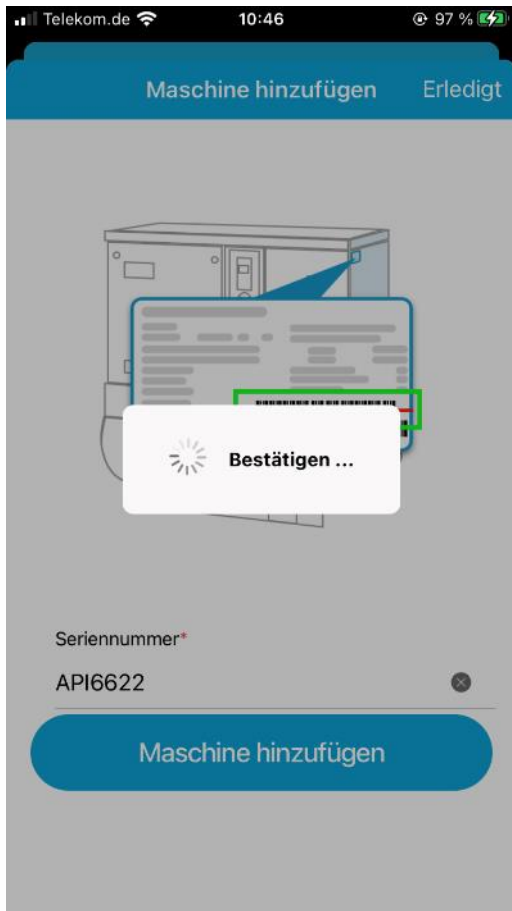 Telekom.de 10:46 97 %
Maschine hinzufügen Erledigt
Bestätigen ...
Seriennummer*
API6622
Maschine hinzufügen